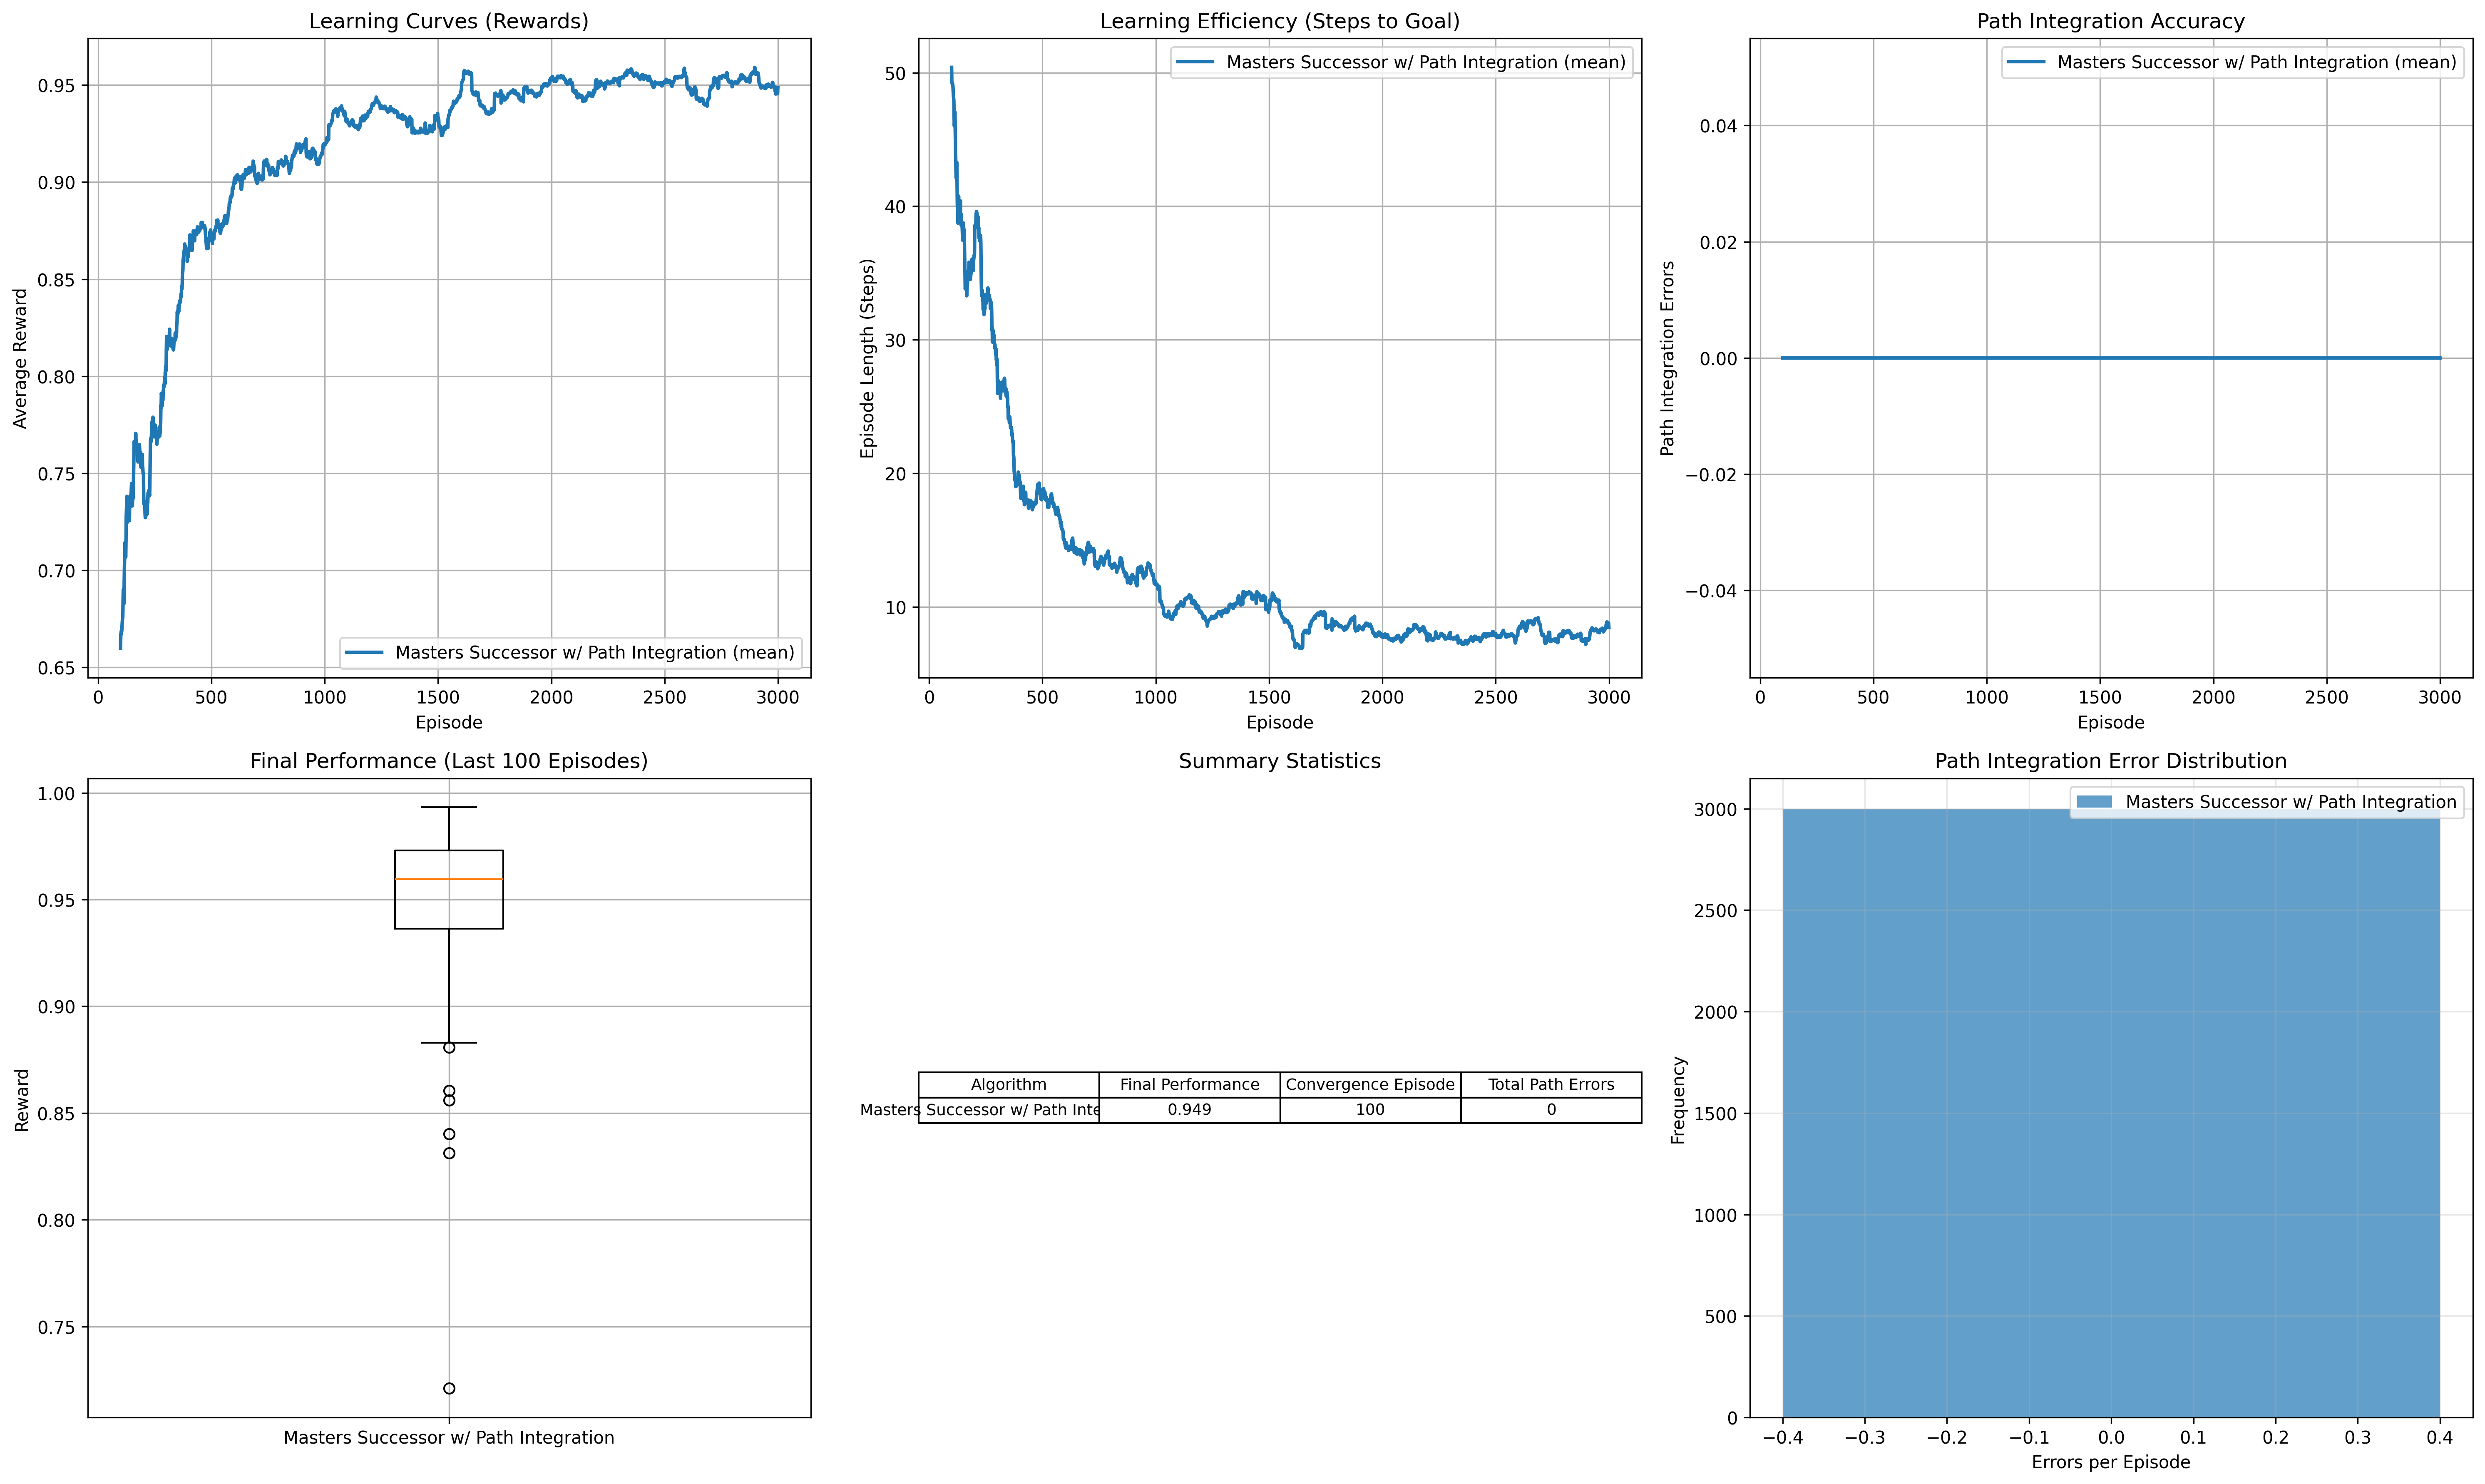 Learning Curves (Rewards)
Average Reward
0.95
0.90
0.85
0.80
0.75
0.70
0.65
Masters Successor w/ Path Integration (mean)
0
500
1000
1500
2000
2500
3000
Episode
Learning Efficiency (Steps to Goal)
Episode Length (Steps)
50
40
30
20
10
Masters Successor w/ Path Integration (mean)
0
500
1000
1500
2000
2500
3000
Episode
Path Integration Accuracy
Path Integration Errors
0.04
0.02
0.00
−0.02
−0.04
Masters Successor w/ Path Integration (mean)
0
500
1000
1500
2000
2500
3000
Episode
Final Performance (Last 100 Episodes)
Reward
1.00
0.95
0.90
0.85
0.80
0.75
Masters Successor w/ Path Integration
Summary Statistics
Algorithm Final Performance Convergence Episode Total Path Errors
Masters Successor w/ Path Inte 0.949 100 0
Path Integration Error Distribution
Frequency
3000
2500
2000
1500
1000
500
0
Masters Successor w/ Path Integration
−0.4
−0.3
−0.2
−0.1
0.0
0.1
0.2
0.3
0.4
Errors per Episode